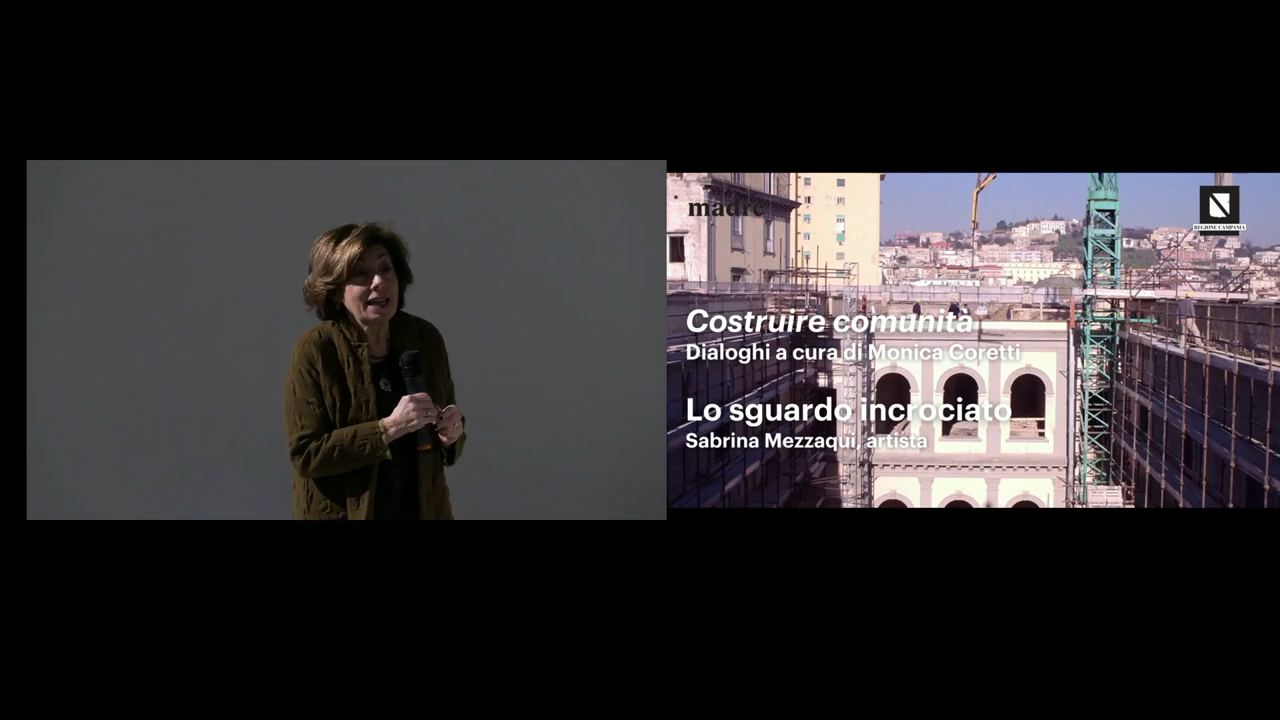 madre
REGIONE CAMPANIA
Costruire comunità
Dialoghi a cura di Monica Coretti
Lo sguardo incrociato
Sabrina Mezzaqui, artista